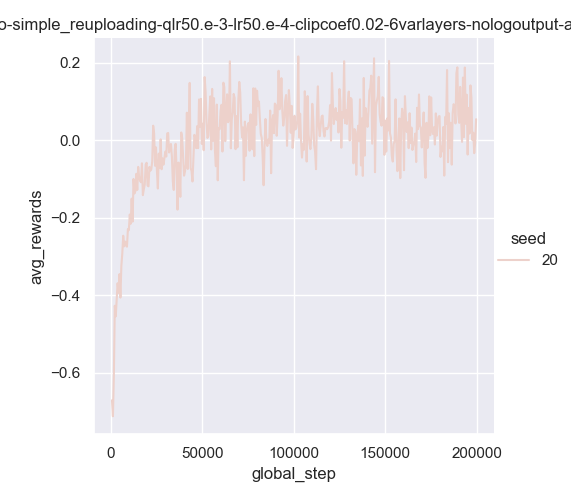 o-simple_reuploading-qlr50.e-3-lr50.e-4-clipcoef0.02-6varlayers-nologoutput-a
0.2
0.0
−0.2
−0.4
−0.6
avg_rewards
0
50000
100000
150000
200000
global_step
seed
20